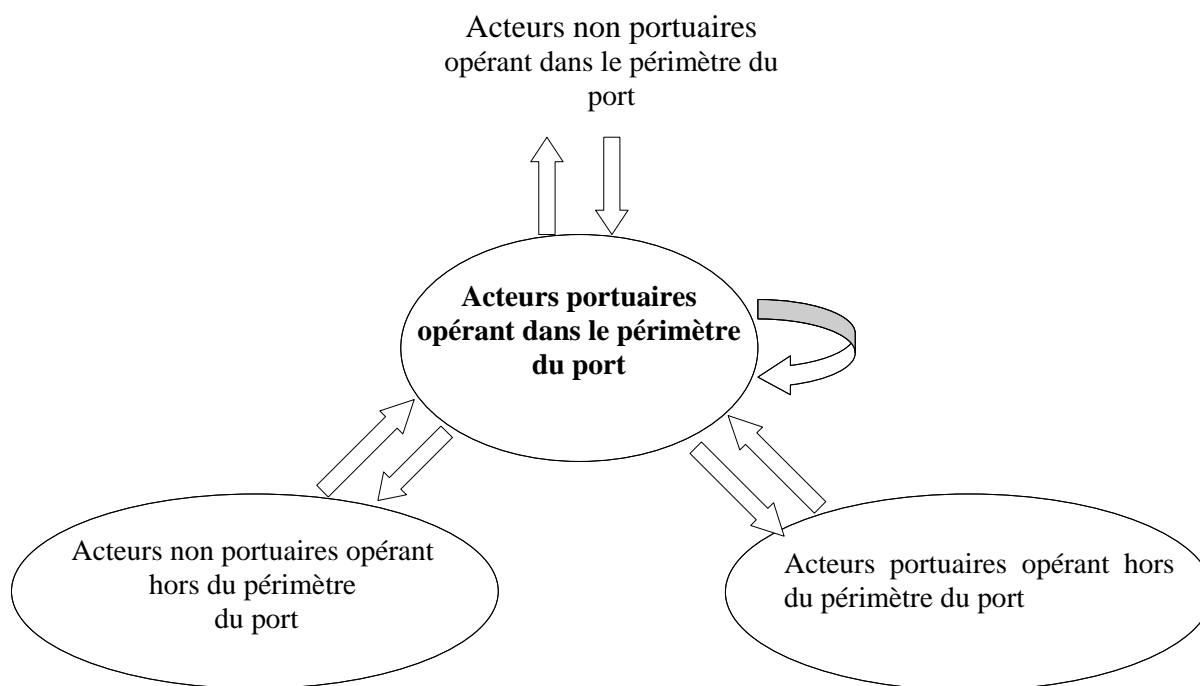 Acteurs non portuaires
opérant dans le périmètre du
port
Acteurs portuaires
opérant dans le périmètre
du port
Acteurs non portuaires opérant
hors du périmètre
du port
Acteurs portuaires opérant hors
du périmètre du port